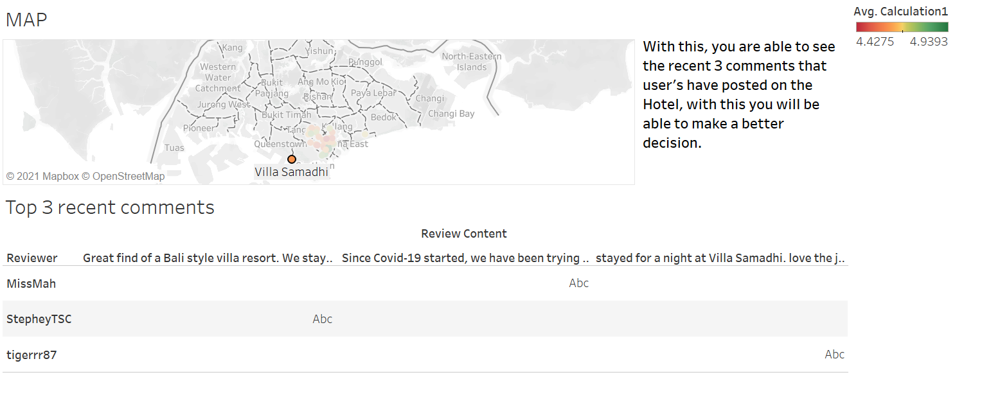 MAP
Avg. Calculation1
4.4275 4.9393
With this, you are able to see
the recent 3 comments that
user’s have posted on the
Hotel, with this you will be
able to make a better
decision.
Kang
Yishun
Punggol
North-Eastern
Islands
Western
Water
Catchment
Bukit
Panjang
Ang Mo Kio
Bishan
Paya Lebar
Changi
Jurong West
Bukit Timah
Bedok
Changi Bay
Pioneer
Tang
Tuas
Queenstown
na East
Villa Samadhi
© 2021 Mapbox © OpenStreetMap
Top 3 recent comments
Review Content
Reviewer Great find of a Bali style villa resort. We stay.. Since Covid-19 started, we have been trying .. stayed for a night at Villa Samadhi. love the j..
MissMah Abc
StepheyTSC Abc
tigerrr87 Abc